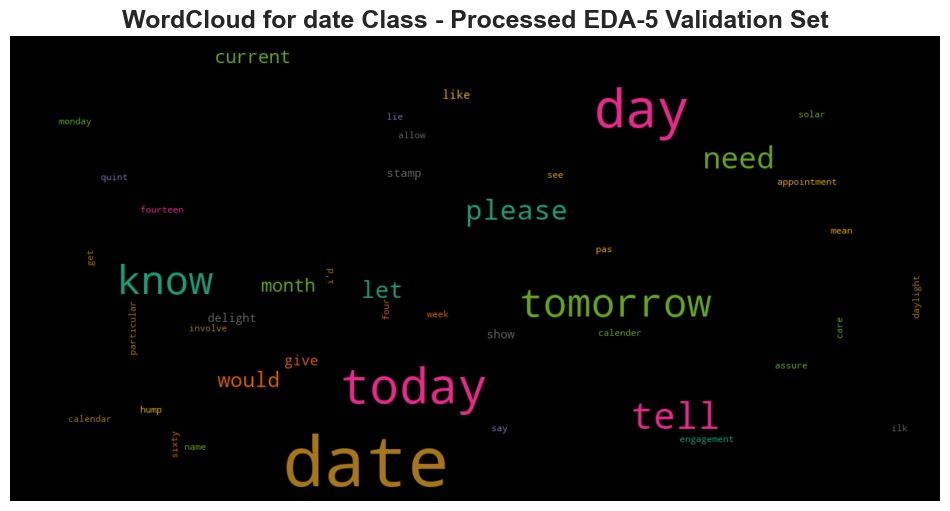 WordCloud for date Class - Processed EDA-5 Validation Set
current
like
day
monday
lie
solar
allow
need
stamp
see
quint
appointment
fourteen
please
mean
pas
get
know
month
i'd
let
tomorrow
daylight
particular
delight
four
week
involve
show
calender
care
give
would
today
assure
hump
tell
calendar
say
ilk
sixty
name
engagement
date